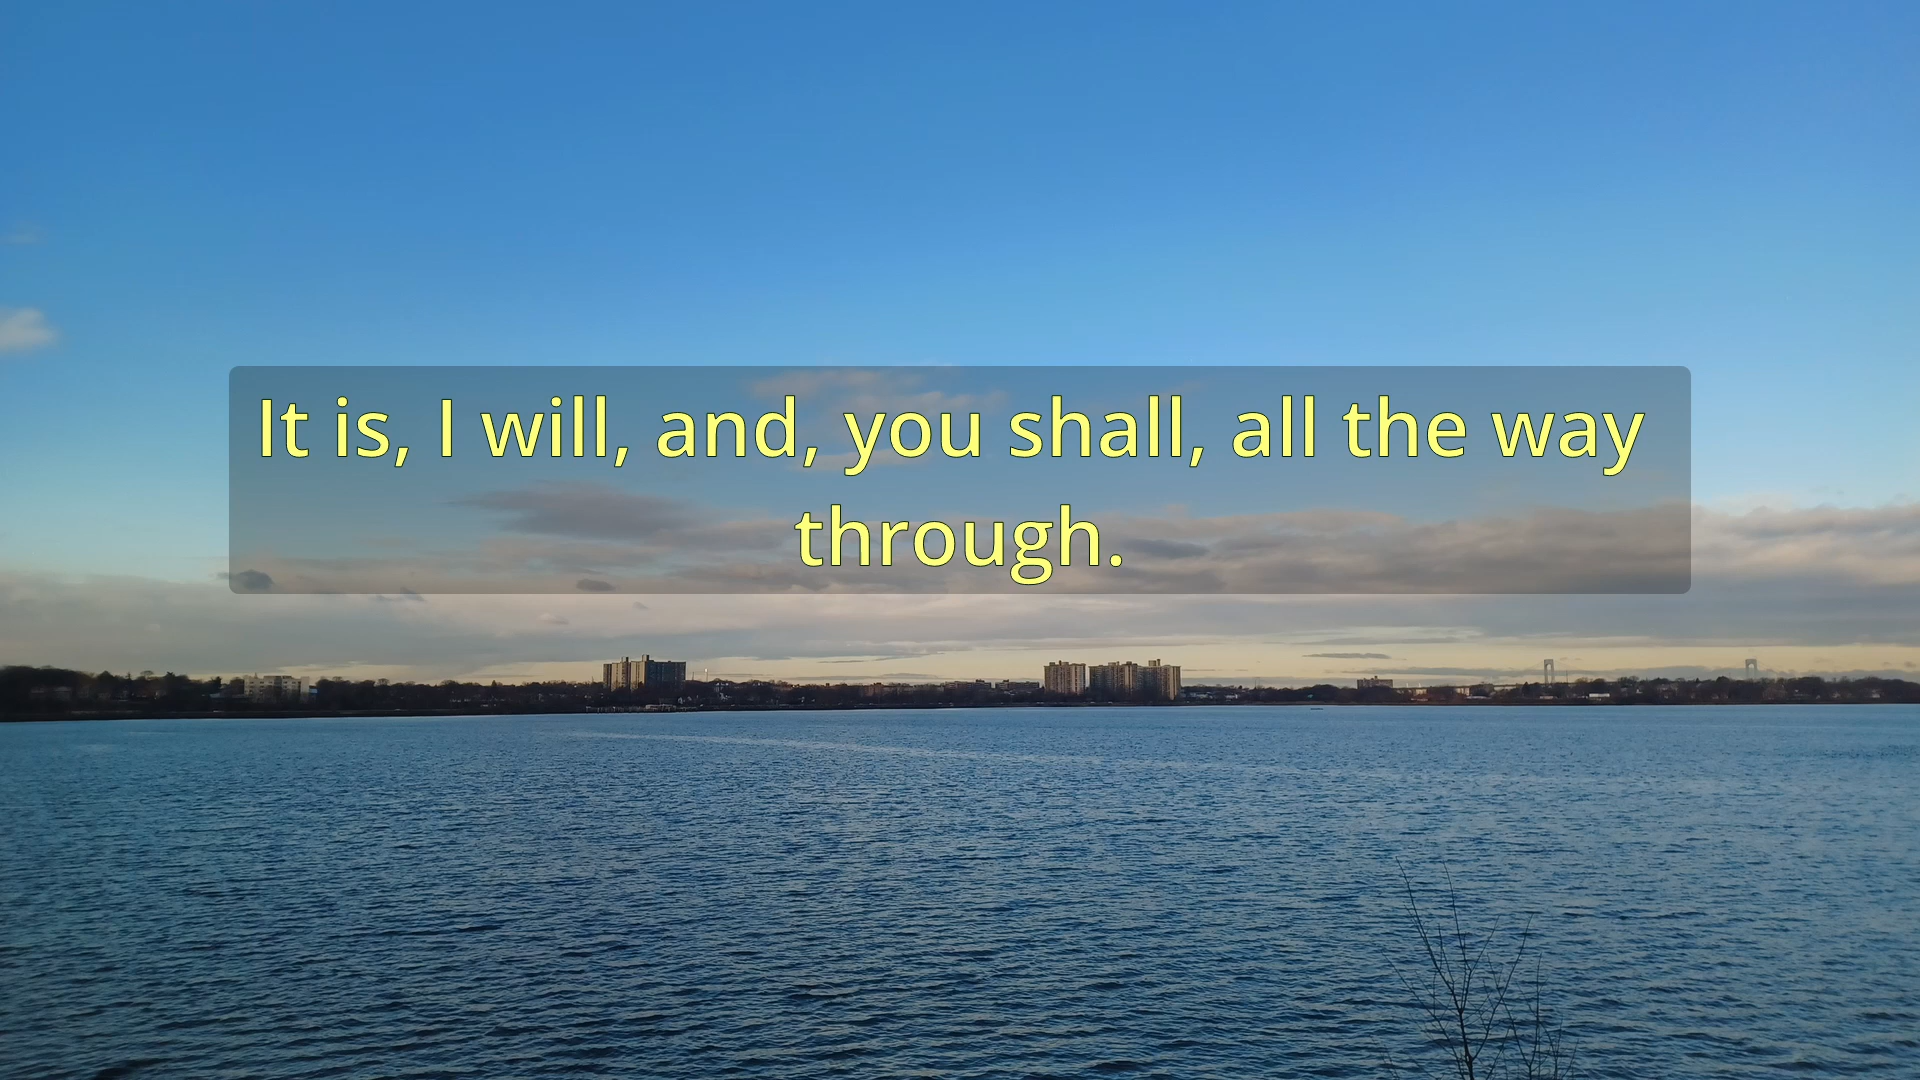 It is, I will, and, you shall, all the way
through.